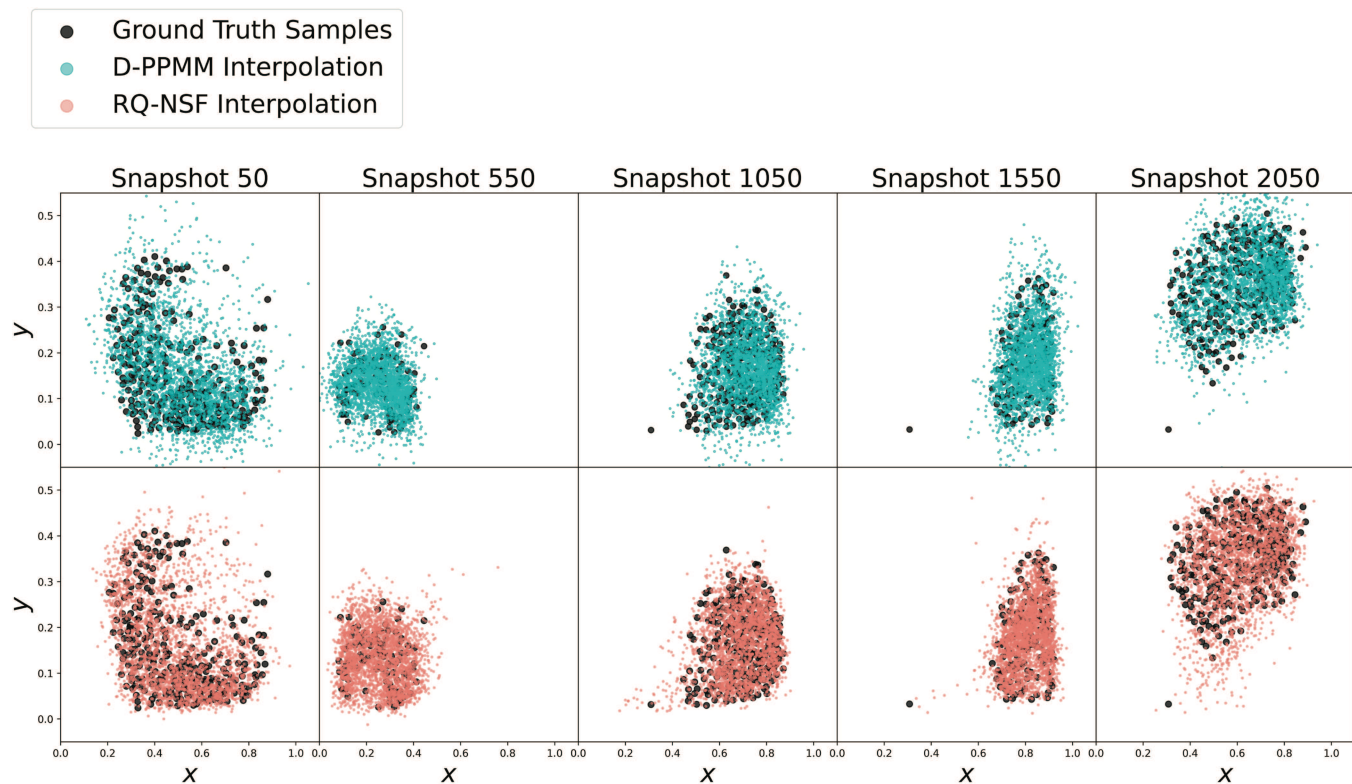 Ground Truth Samples
D-PPMM Interpolation
RQ-NSF Interpolation
Snapshot 50 Snapshot 550 Snapshot 1050 Snapshot 1550 Snapshot 2050
0.5
0.4
0.3
y
0.2
0.1
0.0
0.5
0.4
0.3
y
0.2
0.1
0.0
0.0 0.2 0.4 0.6 0.8 1.0 0.0 0.2 0.4 0.6 0.8 1.0 0.0 0.2 0.4 0.6 0.8 1.0 0.0 0.2 0.4 0.6 0.8 1.0 0.0 0.2 0.4 0.6 0.8 1.0
x x x x x